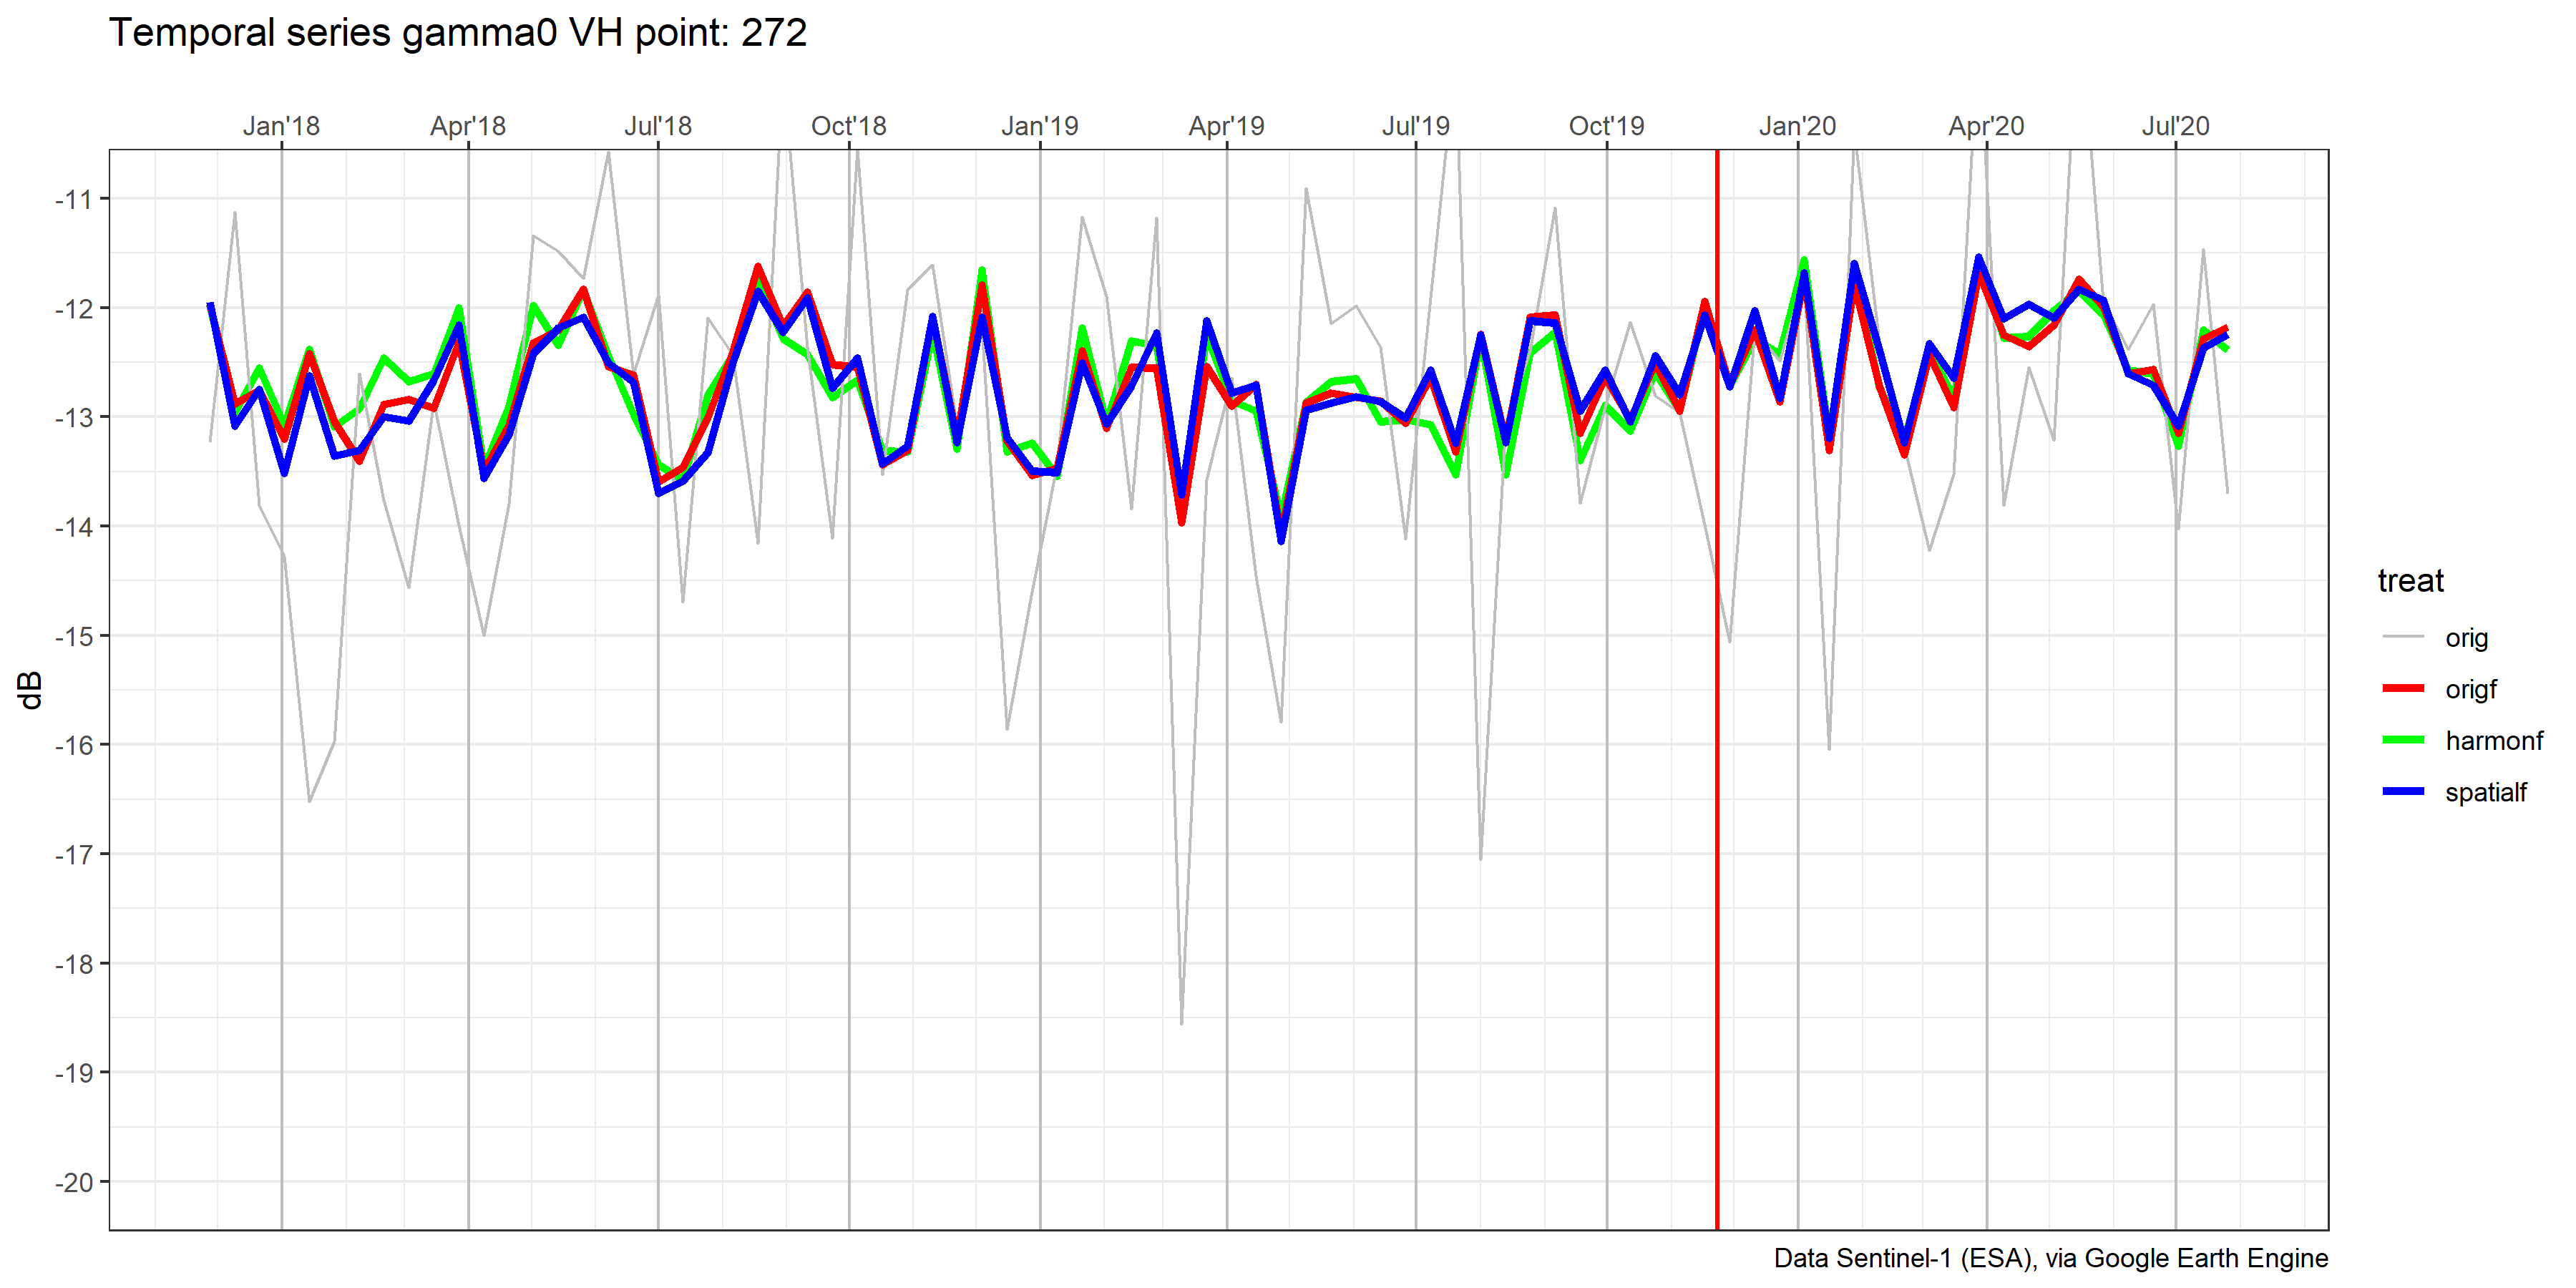 Temporal series gamma0 VH point: 272
Jan'18 Apr'18 Jul'18 Oct'18 Jan'19 Apr'19 Jul'19 Oct'19 Jan'20 Apr'20 Jul'20
-11
-12
-13
-14
-15
-16
-17
-18
-19
-20
dB
treat
orig
origf
harmonf
spatialf
Data Sentinel-1 (ESA), via Google Earth Engine